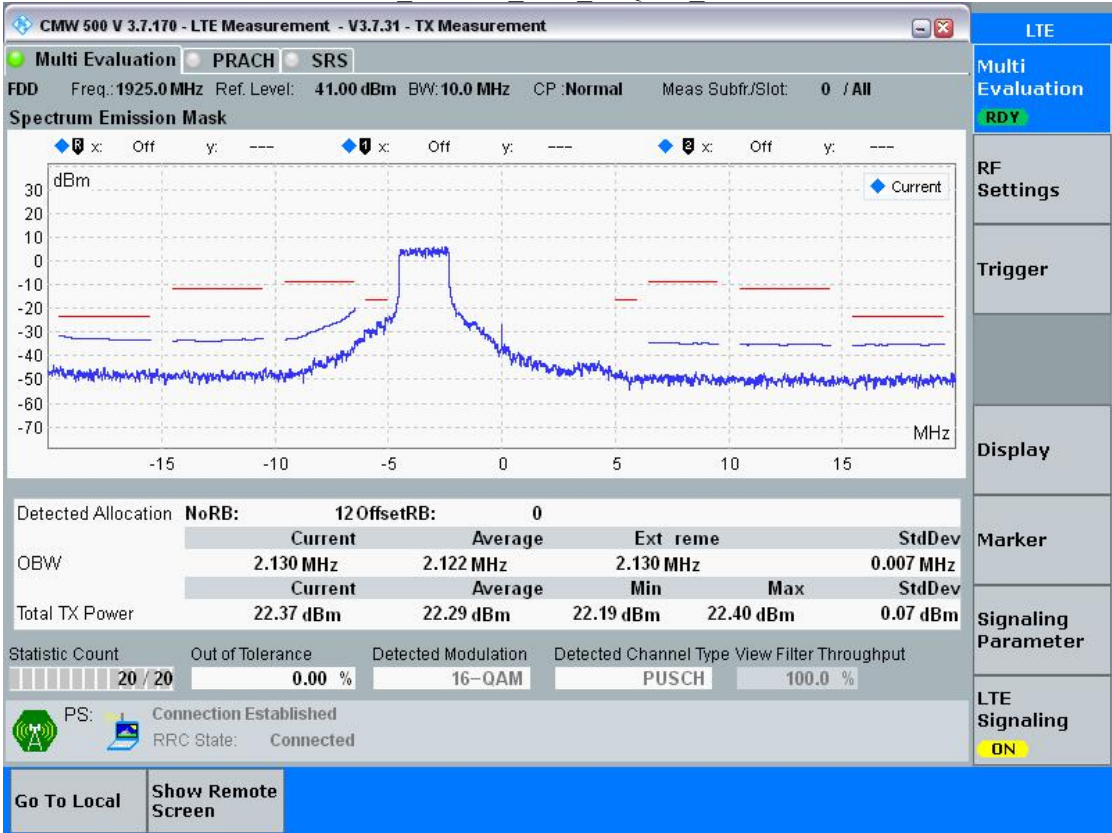 CMW 500 V 3.7.170 - LTE Measurement - V3.7.31 - TX Measurement
LTE
Multi Evaluation PRACH SRS
Multi
Evaluation
RDY
FDD Freq.: 1925.0 MHz Ref. Level: 41.00 dBm BW: 10.0 MHz CP :Normal Meas Subfr./Slot: 0 / All
Spectrum Emission Mask
R x: Off y: --- 1 x: Off y: --- 2 x: Off y: ---
dBm
Current
30
20
10
0
-10
-20
-30
-40
-50
-60
-70
MHz
-15 -10 -5 0 5 10 15
RF
Settings
Trigger
Display
Marker
Signaling
Parameter
LTE
Signaling
ON
Detected Allocation NoRB: 12 OffsetRB: 0
Current Average Ext reme StdDev
OBW 2.130 MHz 2.122 MHz 2.130 MHz 0.007 MHz
Current Average Min Max StdDev
Total TX Power 22.37 dBm 22.29 dBm 22.19 dBm 22.40 dBm 0.07 dBm
Statistic Count Out of Tolerance Detected Modulation Detected Channel Type View Filter Throughput
20 / 20 0.00 % 16-QAM PUSCH 100.0 %
PS: Connection Established
RRC State: Connected
Go To Local
Show Remote
Screen